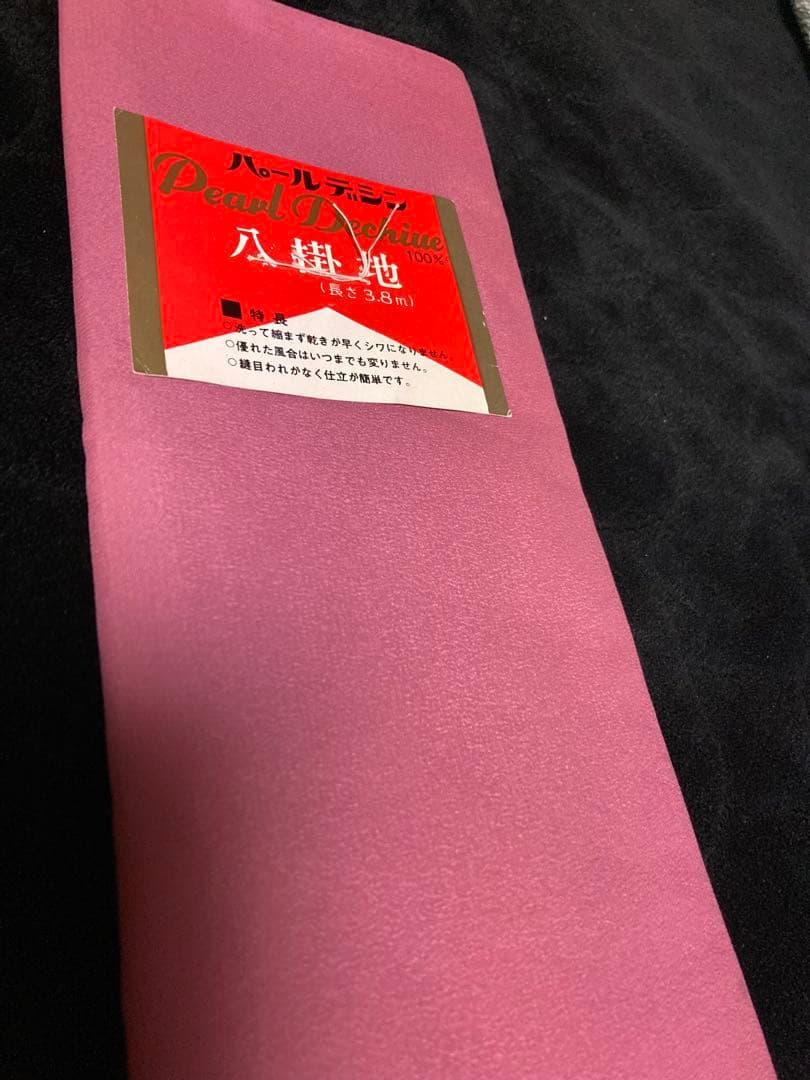 パールデシン
Pearl Dechine
100%
八掛地
(長さ3.8m)
■特長
○洗って縮まず乾きが早くシワになりません。
○優れた風合はいつまでも変りません。
○縫目われがなく仕立が簡単です。